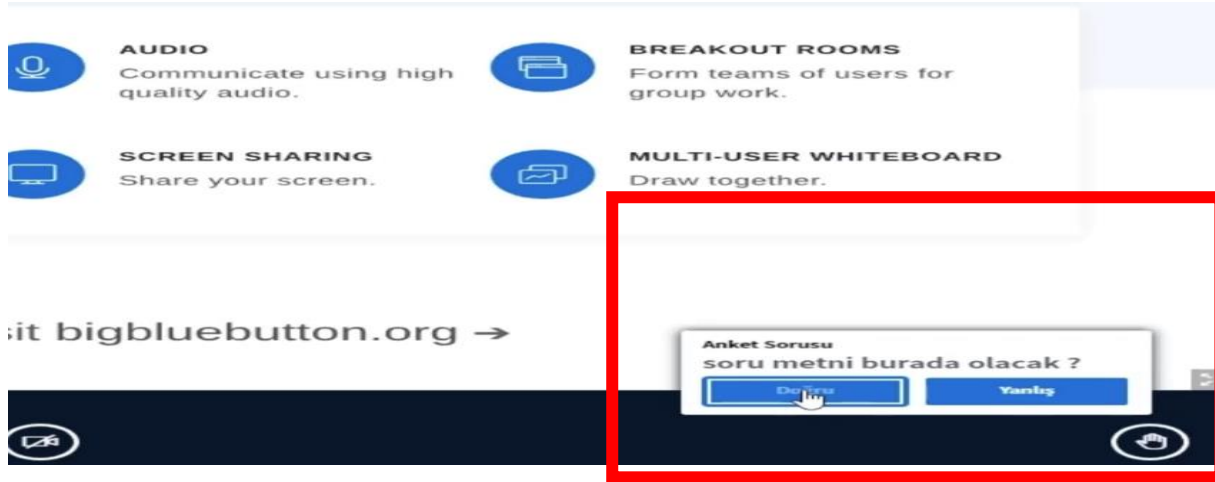 AUDIO
Communicate using high
quality audio.
BREAKOUT ROOMS
Form teams of users for
group work.
SCREEN SHARING
Share your screen.
MULTI-USER WHITEBOARD
Draw together.
sit bigbluebutton.org →
Anket Sorusu
soru metni burada olacak ?
Doğru
Yanlış